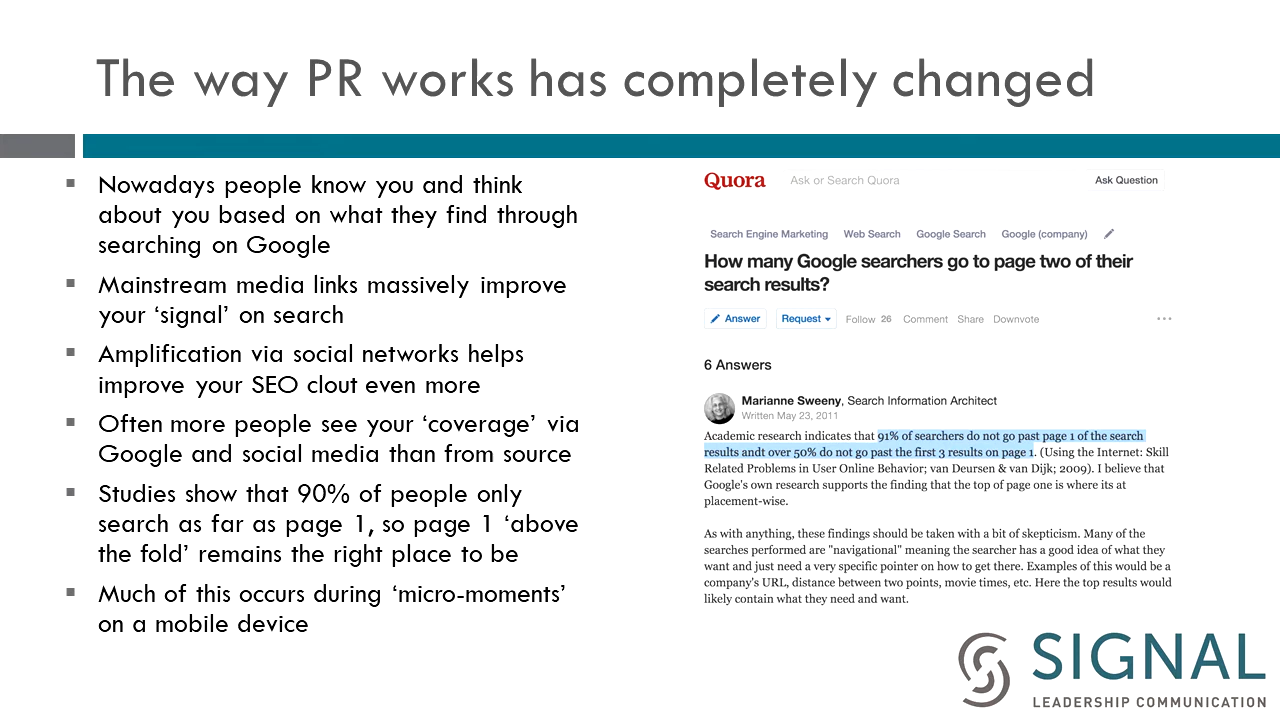 The way PR works has completely changed
▪ Nowadays people know you and think
about you based on what they find through
searching on Google
▪ Mainstream media links massively improve
your ‘signal’ on search
▪ Amplification via social networks helps
improve your SEO clout even more
▪ Often more people see your ‘coverage’ via
Google and social media than from source
▪ Studies show that 90% of people only
search as far as page 1, so page 1 ‘above
the fold’ remains the right place to be
▪ Much of this occurs during ‘micro-moments’
on a mobile device
Quora Ask or Search Quora Ask Question
Search Engine Marketing Web Search Google Search Google (company)
How many Google searchers go to page two of their
search results?
Answer Request Follow 26 Comment Share Downvote ...
6 Answers
Marianne Sweeny, Search Information Architect
Written May 23, 2011
Academic research indicates that 91% of searchers do not go past page 1 of the search
results andt over 50% do not go past the first 3 results on page 1. (Using the Internet: Skill
Related Problems in User Online Behavior; van Deursen & van Dijk; 2009). I believe that
Google's own research supports the finding that the top of page one is where its at
placement-wise.
As with anything, these findings should be taken with a bit of skepticism. Many of the
searches performed are "navigational" meaning the searcher has a good idea of what they
want and just need a very specific pointer on how to get there. Examples of this would be a
company's URL, distance between two points, movie times, etc. Here the top results would
likely contain what they need and want.
SIGNAL
LEADERSHIP COMMUNICATION